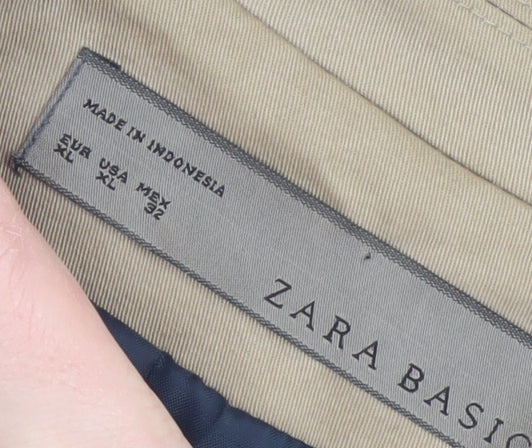 MADE IN INDONESIA
EUR USA MEX
XL XL 32
ZARA BASIC